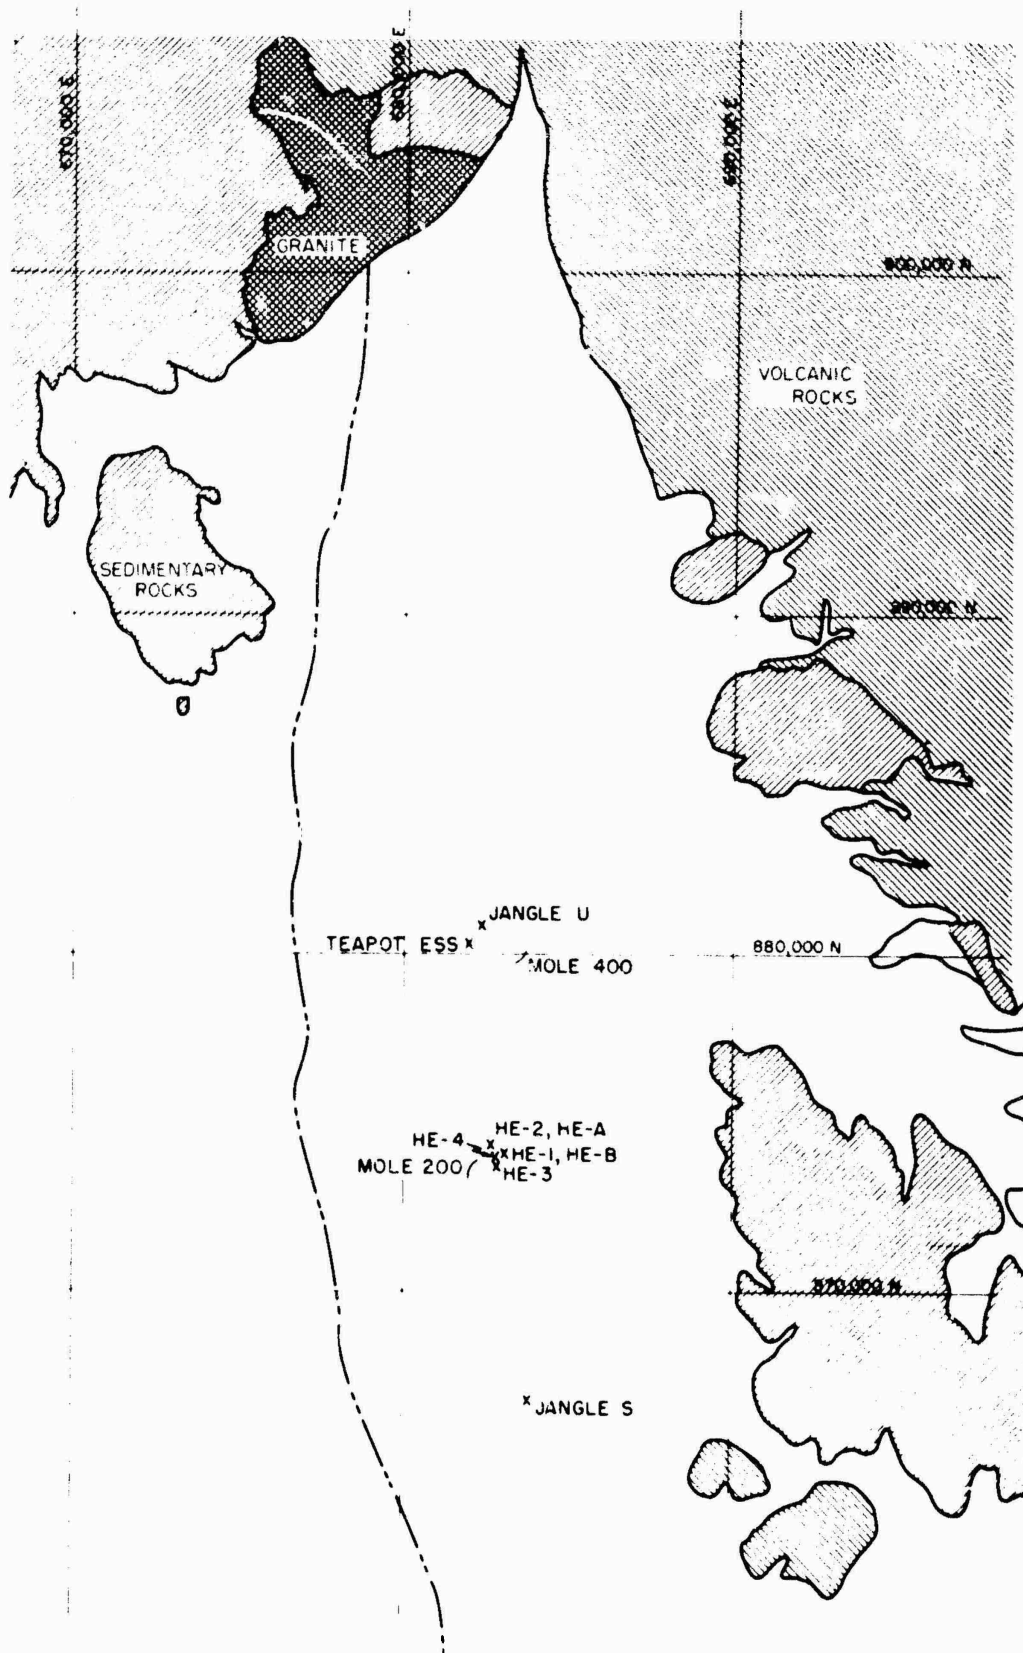 670,000 E
680,000 E
690,000 E
GRANITE
900,000 N
VOLCANIC
ROCKS
SEDIMENTARY
ROCKS
890,000 N
JANGLE U
TEAPOT ESS
880,000 N
MOLE 400
HE-2, HE-A
HE-4
HE-1, HE-B
MOLE 200
HE-3
870,000 N
JANGLE S